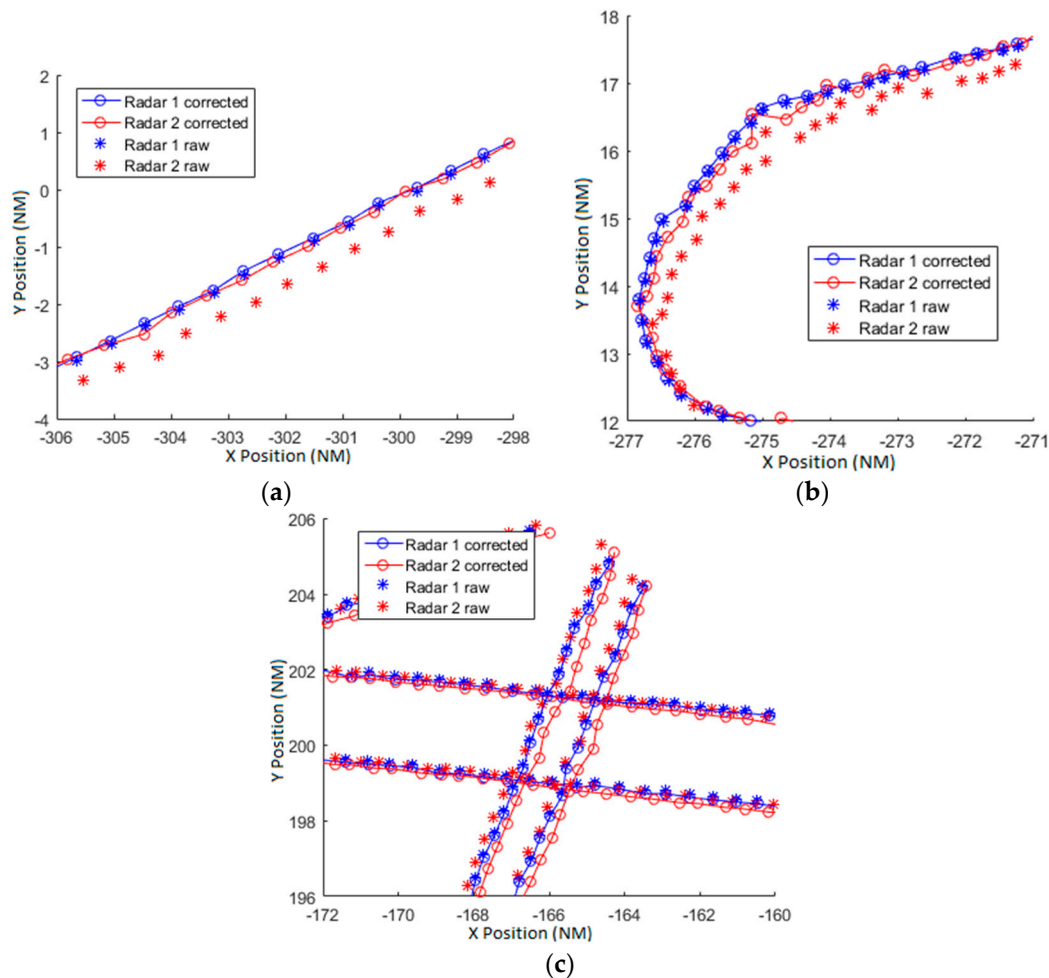 2
1
0
-1
-2
-3
-4
Y Position (NM)
Radar 1 corrected
Radar 2 corrected
Radar 1 raw
Radar 2 raw
-306 -305 -304 -303 -302 -301 -300 -299 -298
X Position (NM)
(a)
18
17
16
15
14
13
12
Y Position (NM)
Radar 1 corrected
Radar 2 corrected
Radar 1 raw
Radar 2 raw
-277 -276 -275 -274 -273 -272 -271
X Position (NM)
(b)
206
204
202
200
198
196
Y Position (NM)
Radar 1 corrected
Radar 2 corrected
Radar 1 raw
Radar 2 raw
-172 -170 -168 -166 -164 -162 -160
X Position (NM)
(c)